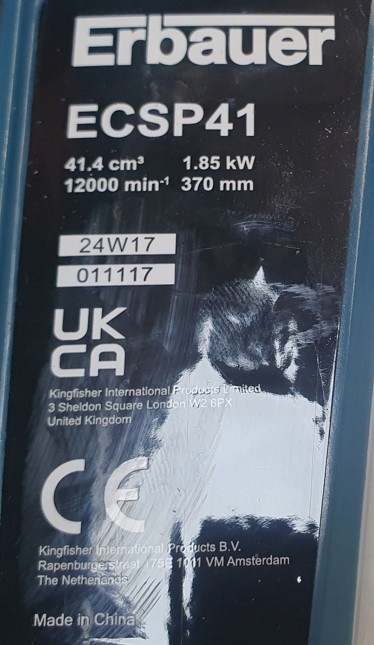 Erbauer
ECSP41
41.4 cm³ 1.85 kW
12000 min⁻¹ 370 mm
24W17
011117
UK
CA
Kingfisher International Products Limited
3 Sheldon Square London W2 6PX
United Kingdom
CE
Kingfisher International Products B.V.
Rapenburgerstraat 175E 1011 VM Amsterdam
The Netherlands
Made in China